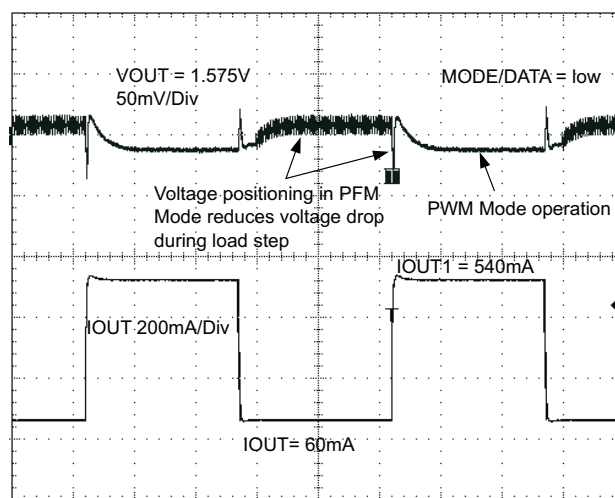 VOUT = 1.575V
50mV/Div
MODE/DATA = low
Voltage positioning in PFM
Mode reduces voltage drop
during load step
PWM Mode operation
IOUT1 = 540mA
IOUT 200mA/Div
IOUT= 60mA